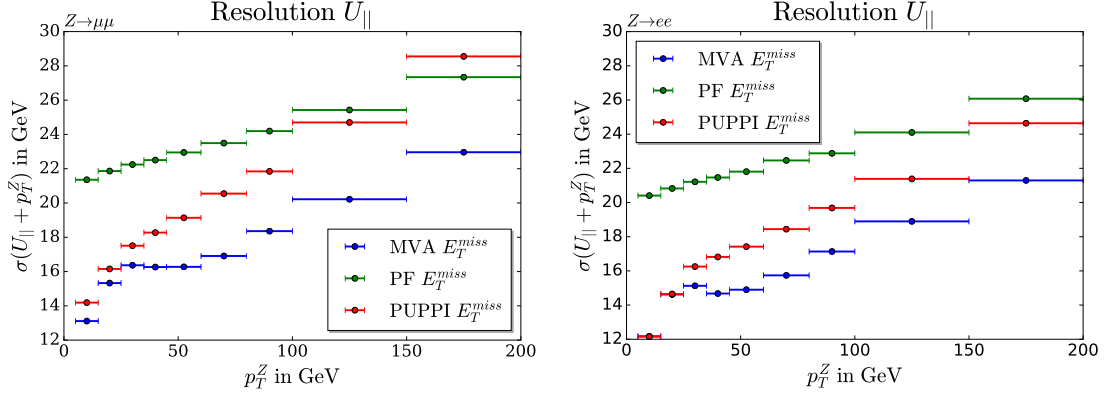 Resolution U||
Z→μμ
σ(U|| + p_T^Z) in GeV
30
28
26
24
22
20
18
16
14
12
0
50
100
150
200
p_T^Z in GeV
MVA E_T^miss
PF E_T^miss
PUPPI E_T^miss
Resolution U||
Z→ee
σ(U|| + p_T^Z) in GeV
30
28
26
24
22
20
18
16
14
12
0
50
100
150
200
p_T^Z in GeV
MVA E_T^miss
PF E_T^miss
PUPPI E_T^miss